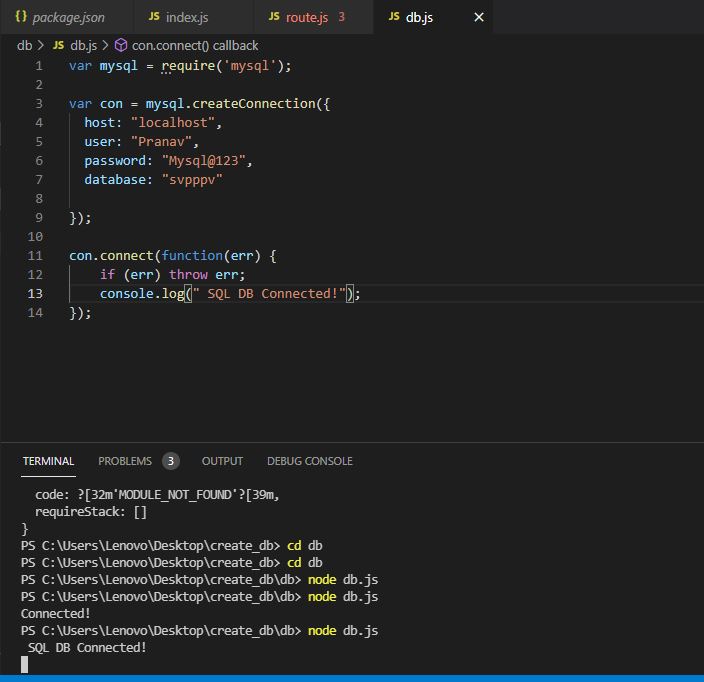 {} package.json JS index.js JS route.js 3 JS db.js ×
db > JS db.js > con.connect() callback
1 var mysql = require('mysql');
2
3 var con = mysql.createConnection({
4 host: "localhost",
5 user: "Pranav",
6 password: "Mysql@123",
7 database: "svpppv"
8
9 });
10
11 con.connect(function(err) {
12 if (err) throw err;
13 console.log(" SQL DB Connected!");
14 });
TERMINAL PROBLEMS 3 OUTPUT DEBUG CONSOLE
code: ?[32m'MODULE_NOT_FOUND'?[39m,
requireStack: []
}
PS C:\Users\Lenovo\Desktop\create_db> cd db
PS C:\Users\Lenovo\Desktop\create_db> cd db
PS C:\Users\Lenovo\Desktop\create_db\db> node db.js
PS C:\Users\Lenovo\Desktop\create_db\db> node db.js
Connected!
PS C:\Users\Lenovo\Desktop\create_db\db> node db.js
SQL DB Connected!